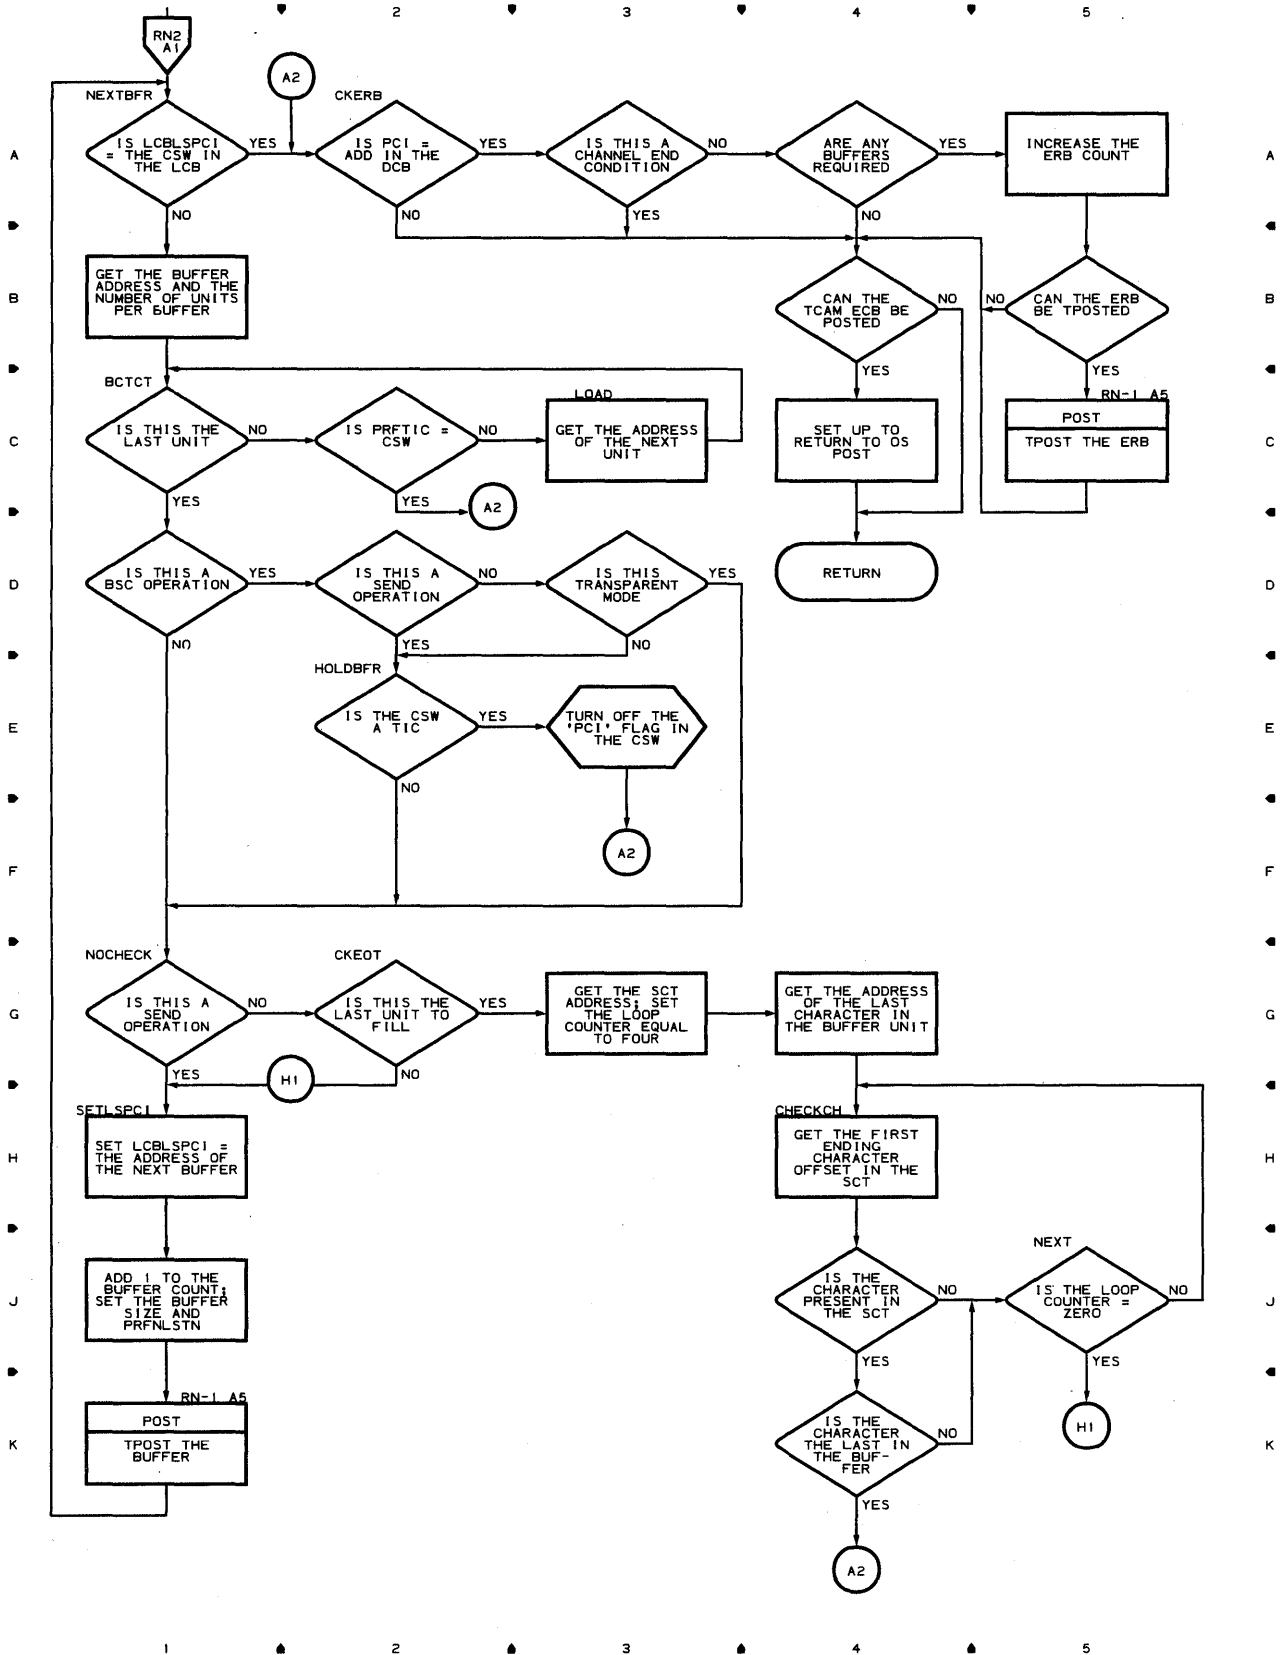 1 2 3 4 5
RN2
A1
A2
NEXTBFR
CKERB
A
IS LCBLSPCI
= THE CSW IN
THE LCB
YES
NO
IS PCI =
ADD IN THE
DCB
YES
NO
IS THIS A
CHANNEL END
CONDITION
NO
YES
ARE ANY
BUFFERS
REQUIRED
YES
NO
INCREASE THE
ERB COUNT
A
B
GET THE BUFFER
ADDRESS AND THE
NUMBER OF UNITS
PER BUFFER
CAN THE
TCAM ECB BE
POSTED
NO
YES
NO
CAN THE ERB
BE TPOSTED
YES
B
BCTCT
LOAD
RN-1 A5
C
IS THIS THE
LAST UNIT
NO
YES
IS PRFTIC =
CSW
NO
YES
A2
GET THE ADDRESS
OF THE NEXT
UNIT
SET UP TO
RETURN TO OS
POST
POST
TPOST THE ERB
C
D
IS THIS A
BSC OPERATION
YES
NO
IS THIS A
SEND
OPERATION
NO
YES
IS THIS
TRANSPARENT
MODE
YES
NO
RETURN
D
HOLDBFR
E
IS THE CSW
A TIC
YES
NO
TURN OFF THE
'PCI' FLAG IN
THE CSW
E
A2
F
F
NOCHECK
CKEOT
G
IS THIS A
SEND
OPERATION
NO
YES
IS THIS THE
LAST UNIT TO
FILL
YES
NO
GET THE SCT
ADDRESS; SET
THE LOOP
COUNTER EQUAL
TO FOUR
GET THE ADDRESS
OF THE LAST
CHARACTER IN
THE BUFFER UNIT
G
H1
SETLSPCI
CHECKCH
H
SET LCBLSPCI =
THE ADDRESS OF
THE NEXT BUFFER
GET THE FIRST
ENDING
CHARACTER
OFFSET IN THE
SCT
H
NEXT
J
ADD 1 TO THE
BUFFER COUNT;
SET THE BUFFER
SIZE AND
PRFNLSTN
IS THE
CHARACTER
PRESENT IN
THE SCT
NO
YES
IS THE LOOP
COUNTER =
ZERO
NO
YES
J
RN-1 A5
K
POST
TPOST THE
BUFFER
IS THE
CHARACTER
THE LAST IN
THE BUF-
FER
NO
YES
H1
K
A2
1 2 3 4 5